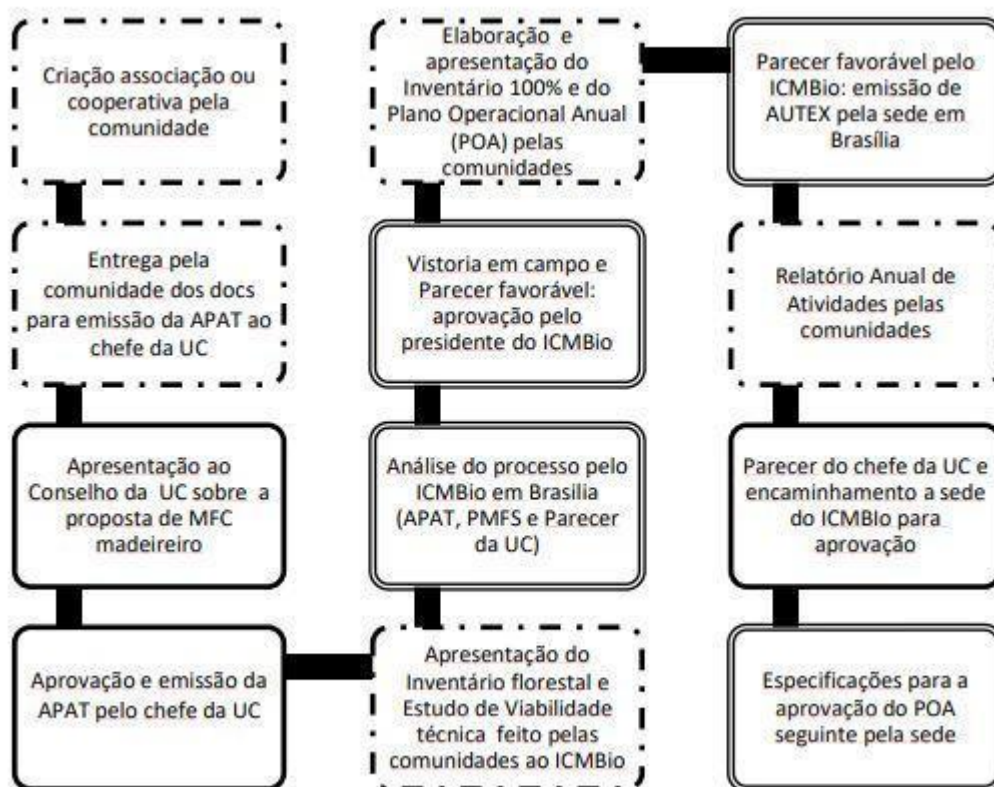 Criação associação ou
cooperativa pela
comunidade
Entrega pela
comunidade dos docs
para emissão da APAT ao
chefe da UC
Apresentação ao
Conselho da UC sobre a
proposta de MFC
madeireiro
Aprovação e emissão da
APAT pelo chefe da UC
Apresentação do
Inventário florestal e
Estudo de Viabilidade
técnica feito pelas
comunidades ao ICMBio
Análise do processo pelo
ICMBio em Brasilia
(APAT, PMFS e Parecer
da UC)
Vistoria em campo e
Parecer favorável:
aprovação pelo
presidente do ICMBio
Elaboração e
apresentação do
Inventário 100% e do
Plano Operacional Anual
(POA) pelas
comunidades
Parecer favorável pelo
ICMBio: emissão de
AUTEX pela sede em
Brasília
Relatório Anual de
Atividades pelas
comunidades
Parecer do chefe da UC e
encaminhamento a sede
do ICMBIo para
aprovação
Especificações para a
aprovação do POA
seguinte pela sede